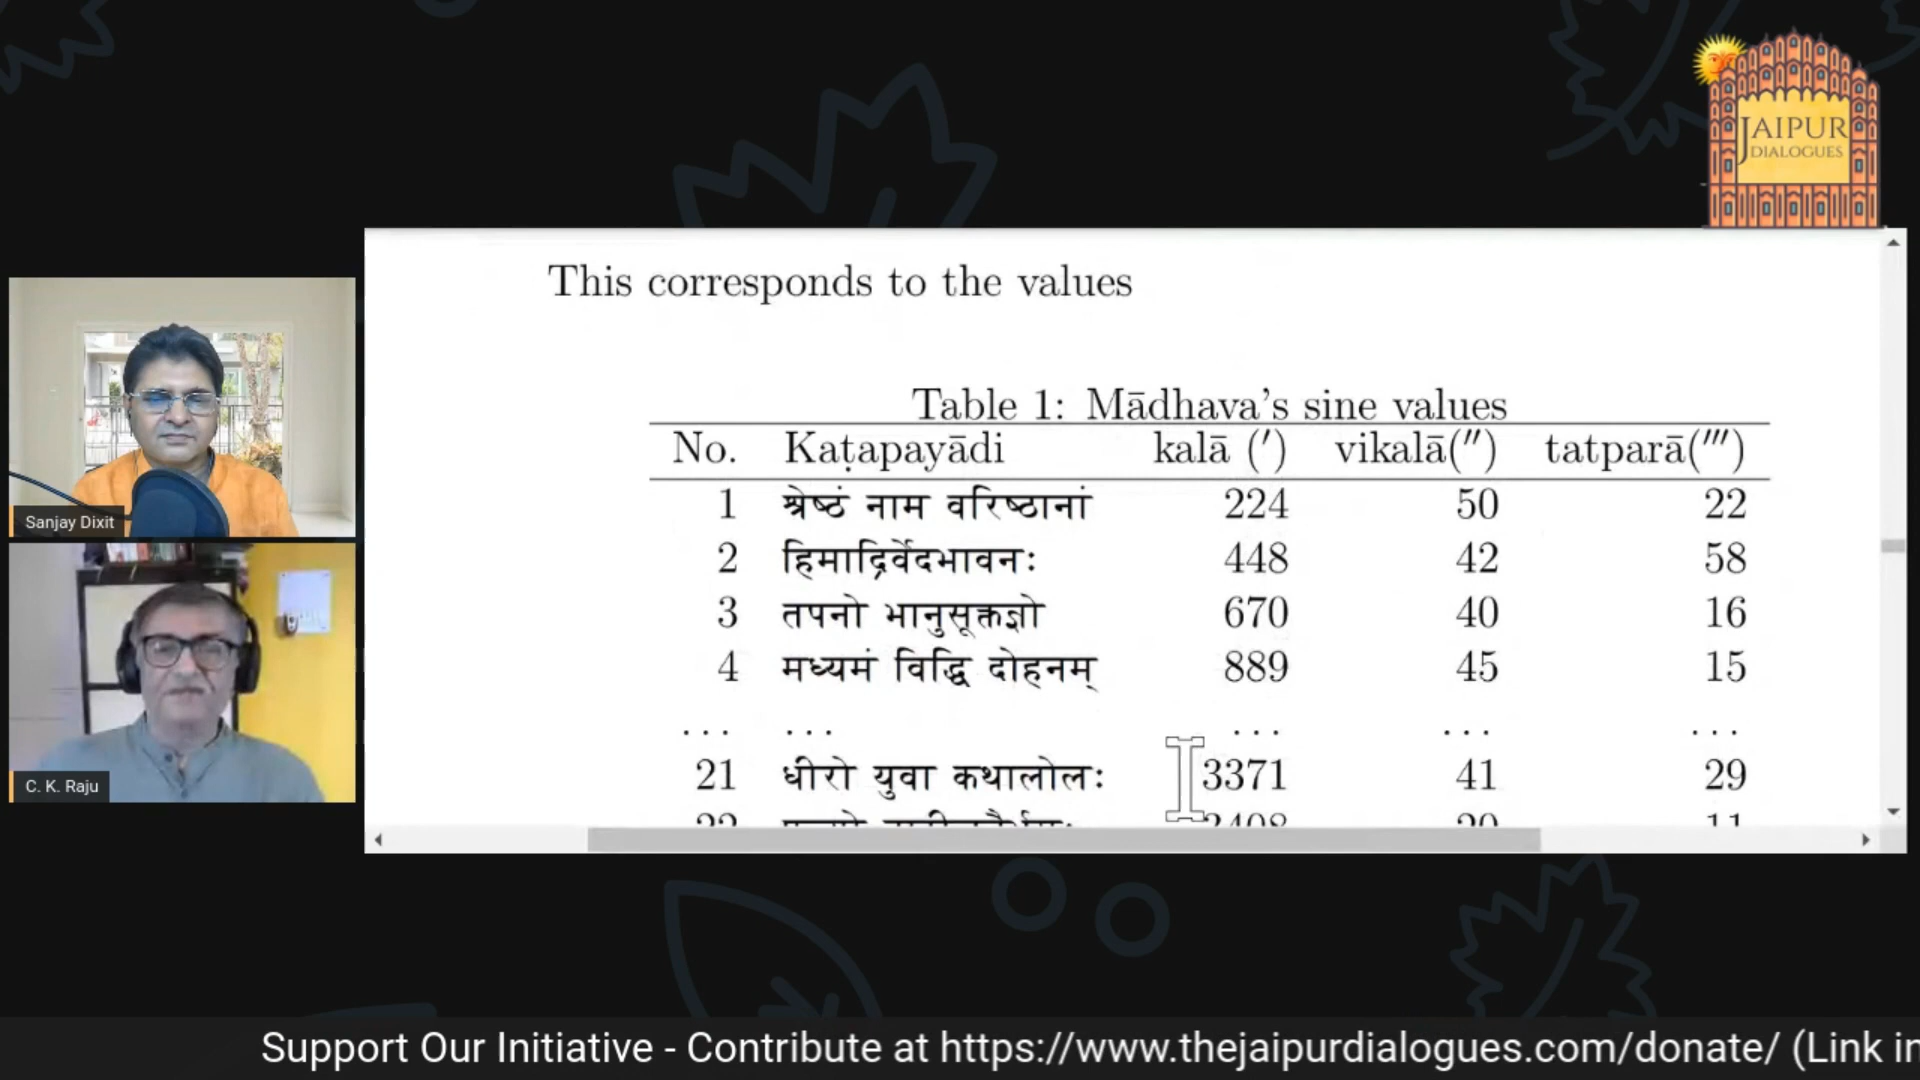 JAIPUR
DIALOGUES
This corresponds to the values
Table 1: Mādhava's sine values
No. Kaṭapayādi kalā (′) vikalā(″) tatparā(‴)
1 श्रेष्ठं नाम वरिष्ठानां 224 50 22
2 हिमाद्रिर्वेदभावनः 448 42 58
3 तपनो भानुसूक्तज्ञो 670 40 16
4 मध्यमं विद्धि दोहनम् 889 45 15
... ... ... ... ...
21 धीरो युवा कथालोलः 3371 41 29
Sanjay Dixit
C. K. Raju
Support Our Initiative - Contribute at https://www.thejaipurdialogues.com/donate/ (Link in